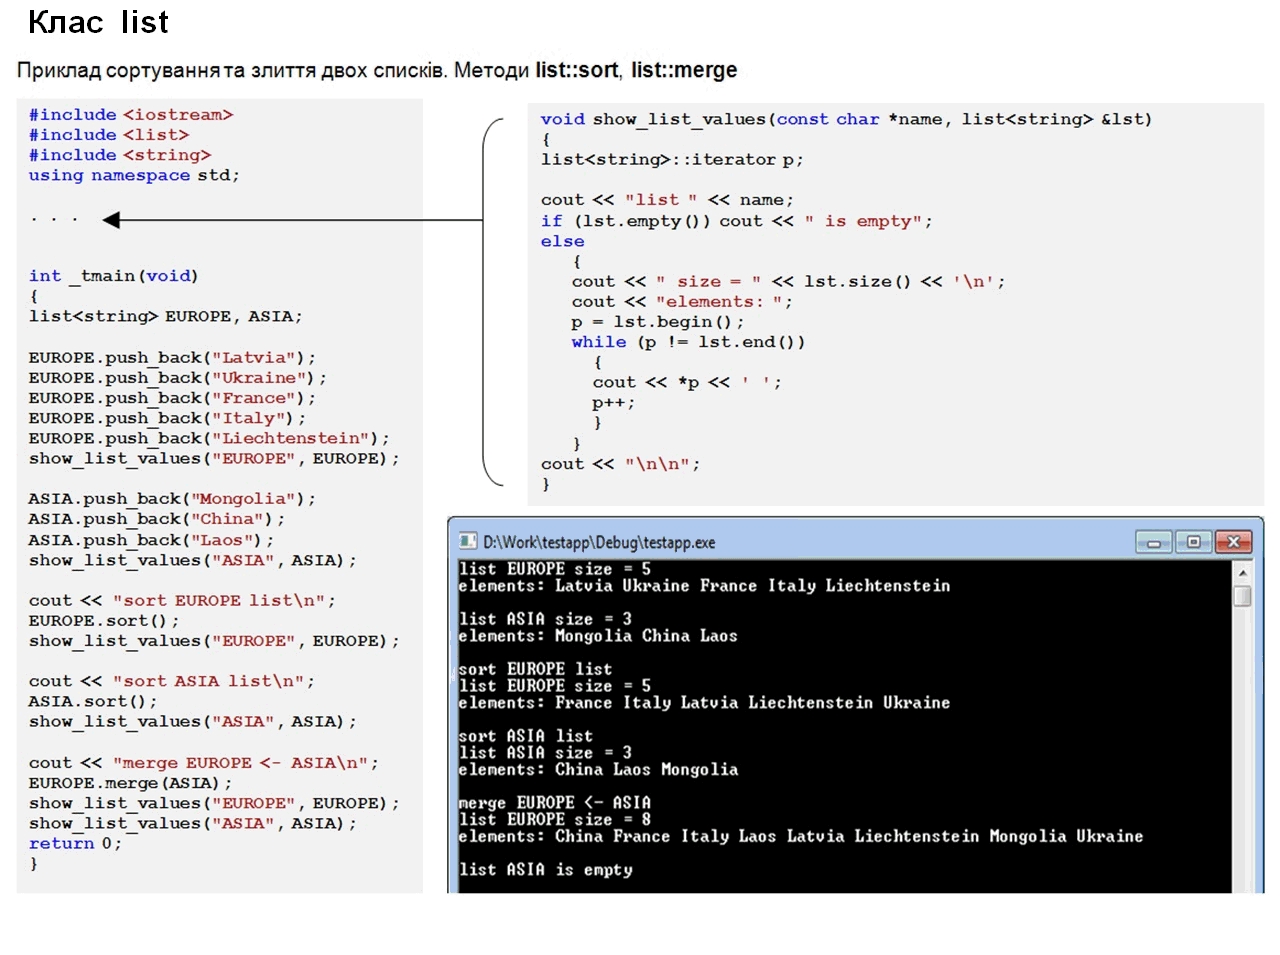 Клас list
Приклад сортування та злиття двох списків. Методи list::sort, list::merge
#include <iostream>
#include <list>
#include <string>
using namespace std;
. . .
int _tmain(void)
{
list<string> EUROPE, ASIA;
EUROPE.push_back("Latvia");
EUROPE.push_back("Ukraine");
EUROPE.push_back("France");
EUROPE.push_back("Italy");
EUROPE.push_back("Liechtenstein");
show_list_values("EUROPE", EUROPE);
ASIA.push_back("Mongolia");
ASIA.push_back("China");
ASIA.push_back("Laos");
show_list_values("ASIA", ASIA);
cout << "sort EUROPE list\n";
EUROPE.sort();
show_list_values("EUROPE", EUROPE);
cout << "sort ASIA list\n";
ASIA.sort();
show_list_values("ASIA", ASIA);
cout << "merge EUROPE <- ASIA\n";
EUROPE.merge(ASIA);
show_list_values("EUROPE", EUROPE);
show_list_values("ASIA", ASIA);
return 0;
}
void show_list_values(const char *name, list<string> &lst)
{
list<string>::iterator p;
cout << "list " << name;
if (lst.empty()) cout << " is empty";
else
{
cout << " size = " << lst.size() << '\n';
cout << "elements: ";
p = lst.begin();
while (p != lst.end())
{
cout << *p << ' ';
p++;
}
}
cout << "\n\n";
}
D:\Work\testapp\Debug\testapp.exe
list EUROPE size = 5
elements: Latvia Ukraine France Italy Liechtenstein
list ASIA size = 3
elements: Mongolia China Laos
sort EUROPE list
list EUROPE size = 5
elements: France Italy Latvia Liechtenstein Ukraine
sort ASIA list
list ASIA size = 3
elements: China Laos Mongolia
merge EUROPE <- ASIA
list EUROPE size = 8
elements: China France Italy Laos Latvia Liechtenstein Mongolia Ukraine
list ASIA is empty